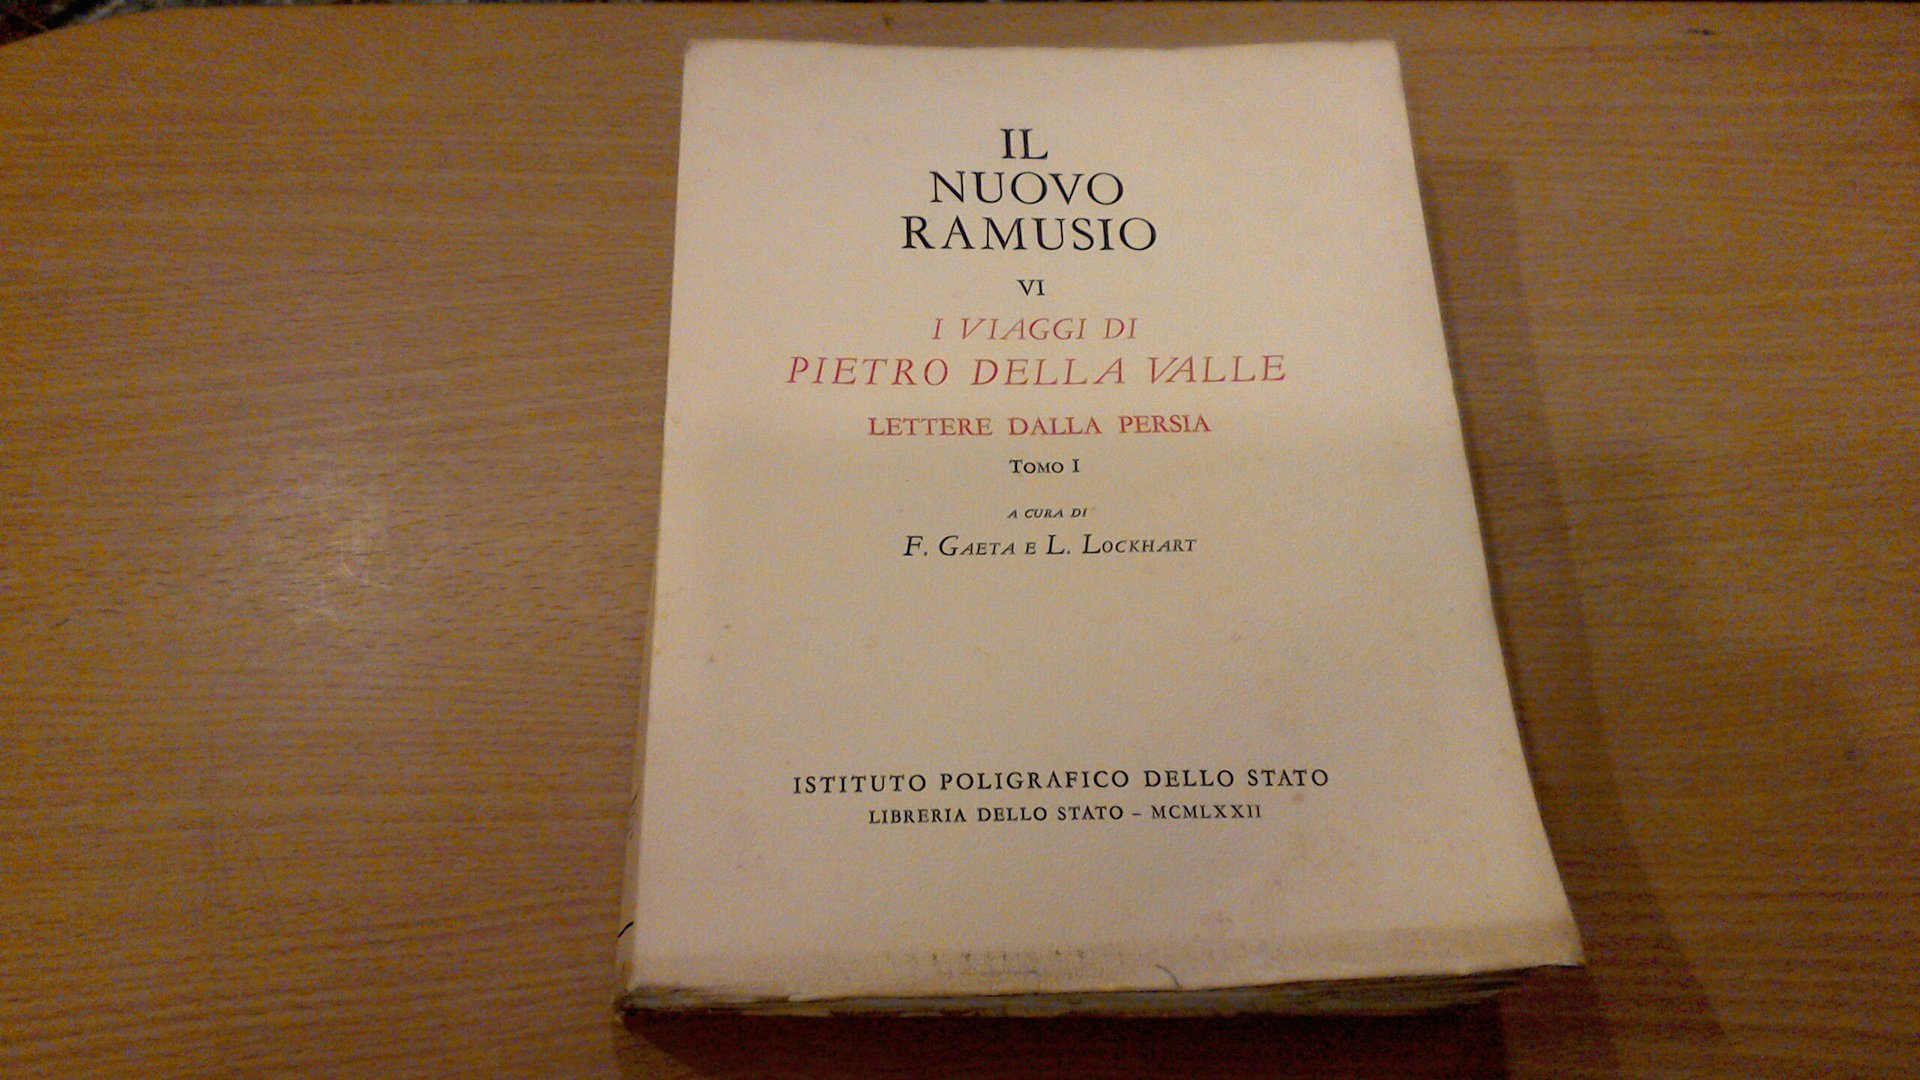 IL
NUOVO
RAMUSIO
VI
I VIAGGI DI
PIETRO DELLA VALLE
LETTERE DALLA PERSIA
TOMO I
A CURA DI
F. GAETA E L. LOCKHART
ISTITUTO POLIGRAFICO DELLO STATO
LIBRERIA DELLO STATO – MCMLXXII